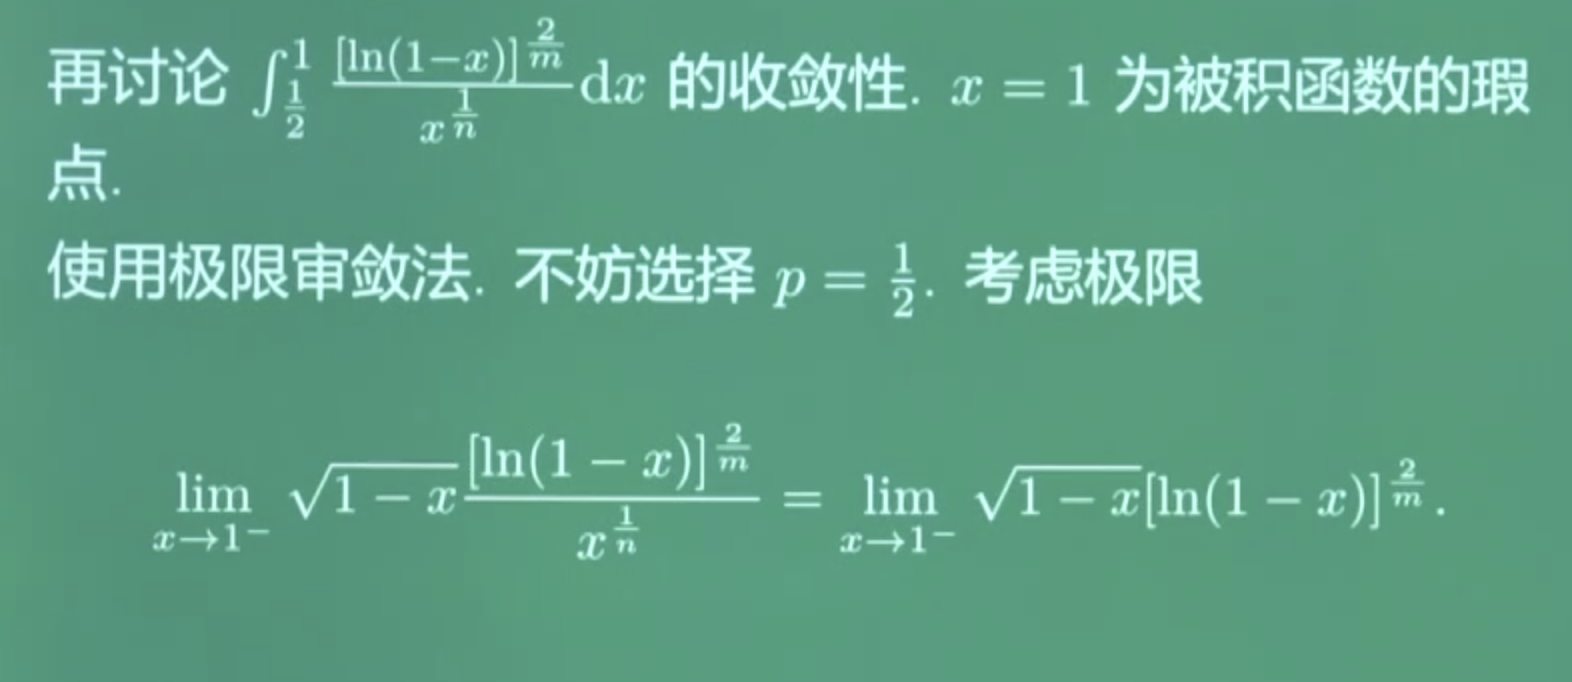 再讨论 $\int_{\frac{1}{2}}^{1} \frac{[\ln(1-x)]^{\frac{2}{m}}}{x^{\frac{1}{n}}} \mathrm{d}x$ 的收敛性. $x = 1$ 为被积函数的瑕
点.
使用极限审敛法. 不妨选择 $p = \frac{1}{2}$. 考虑极限
$\lim_{x \to 1^-} \sqrt{1-x} \frac{[\ln(1-x)]^{\frac{2}{m}}}{x^{\frac{1}{n}}} = \lim_{x \to 1^-} \sqrt{1-x} [\ln(1-x)]^{\frac{2}{m}}.$